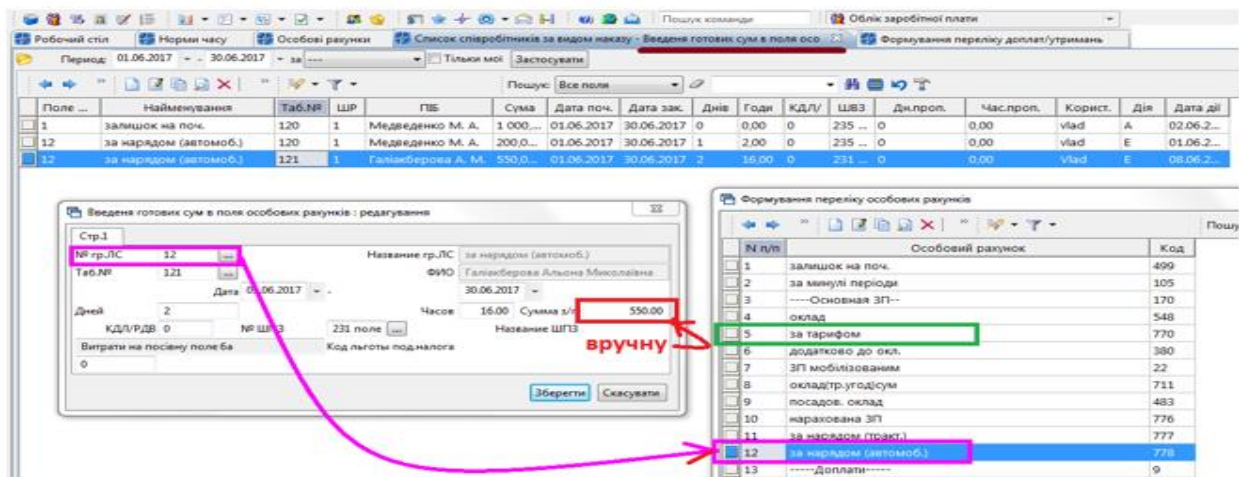 Пошук команди Облік заробітної плати
Робочий стіл Норми часу Особові рахунки Список співробітників за видом наказу - Введеня готових сум в поля осо Формування переліку доплат/утримань
Період: 01.06.2017 - 30.06.2017 за ---- Тільки мої Застосувати
Пошук: Все поля
Поле ... Найменування Таб.№ ШР ПІБ Сума Дата поч. Дата зак. Днів Годи КДЛ/ ШВЗ Дн.проп. Час.проп. Корист. Дія Дата дії
1 залишок на поч. 120 1 Медведенко М. А. 1 000,... 01.06.2017 30.06.2017 0 0,00 0 235 ... 0 0,00 vlad A 02.06.2...
12 за нарядом (автомоб.) 120 1 Медведенко М. А. 200,0... 01.06.2017 30.06.2017 1 2,00 0 235 ... 0 0,00 vlad E 01.06.2...
12 за нарядом (автомоб.) 121 1 Галіакберова А. М. 550,0... 01.06.2017 30.06.2017 2 16,00 0 231 ... 0 0,00 Vlad E 08.06.2...
Введеня готових сум в поля особових рахунків : редагування
Стр.1
№ гр.ЛС 12 ... Название гр.ЛС за нарядом (автомоб.)
Таб.№ 121 ... ФИО Галіакберова Альона Миколаївна
Дата .06.2017 - 30.06.2017
Дней 2 Часов 16.00 Сумма з/п 550.00
КДЛ/РДВ 0 № ШПЗ 231 поле ... Название ШПЗ
Витрати на посівну поле ба Код льготы под.налога
0
вручну
Зберегти Скасувати
Формування переліку особових рахунків
Пошу
N п/п Особовий рахунок Код
1 залишок на поч. 499
2 за минулі періоди 105
3 ----Основная ЗП-- 170
4 оклад 548
5 за тарифом 770
6 додатково до окл. 380
7 ЗП мобілізованим 22
8 оклад(тр.угод)сум 711
9 посадов. оклад 483
10 нарахована ЗП 776
11 за нарядом (тракт.) 777
12 за нарядом (автомоб.) 778
13 -----Доплати----- 9